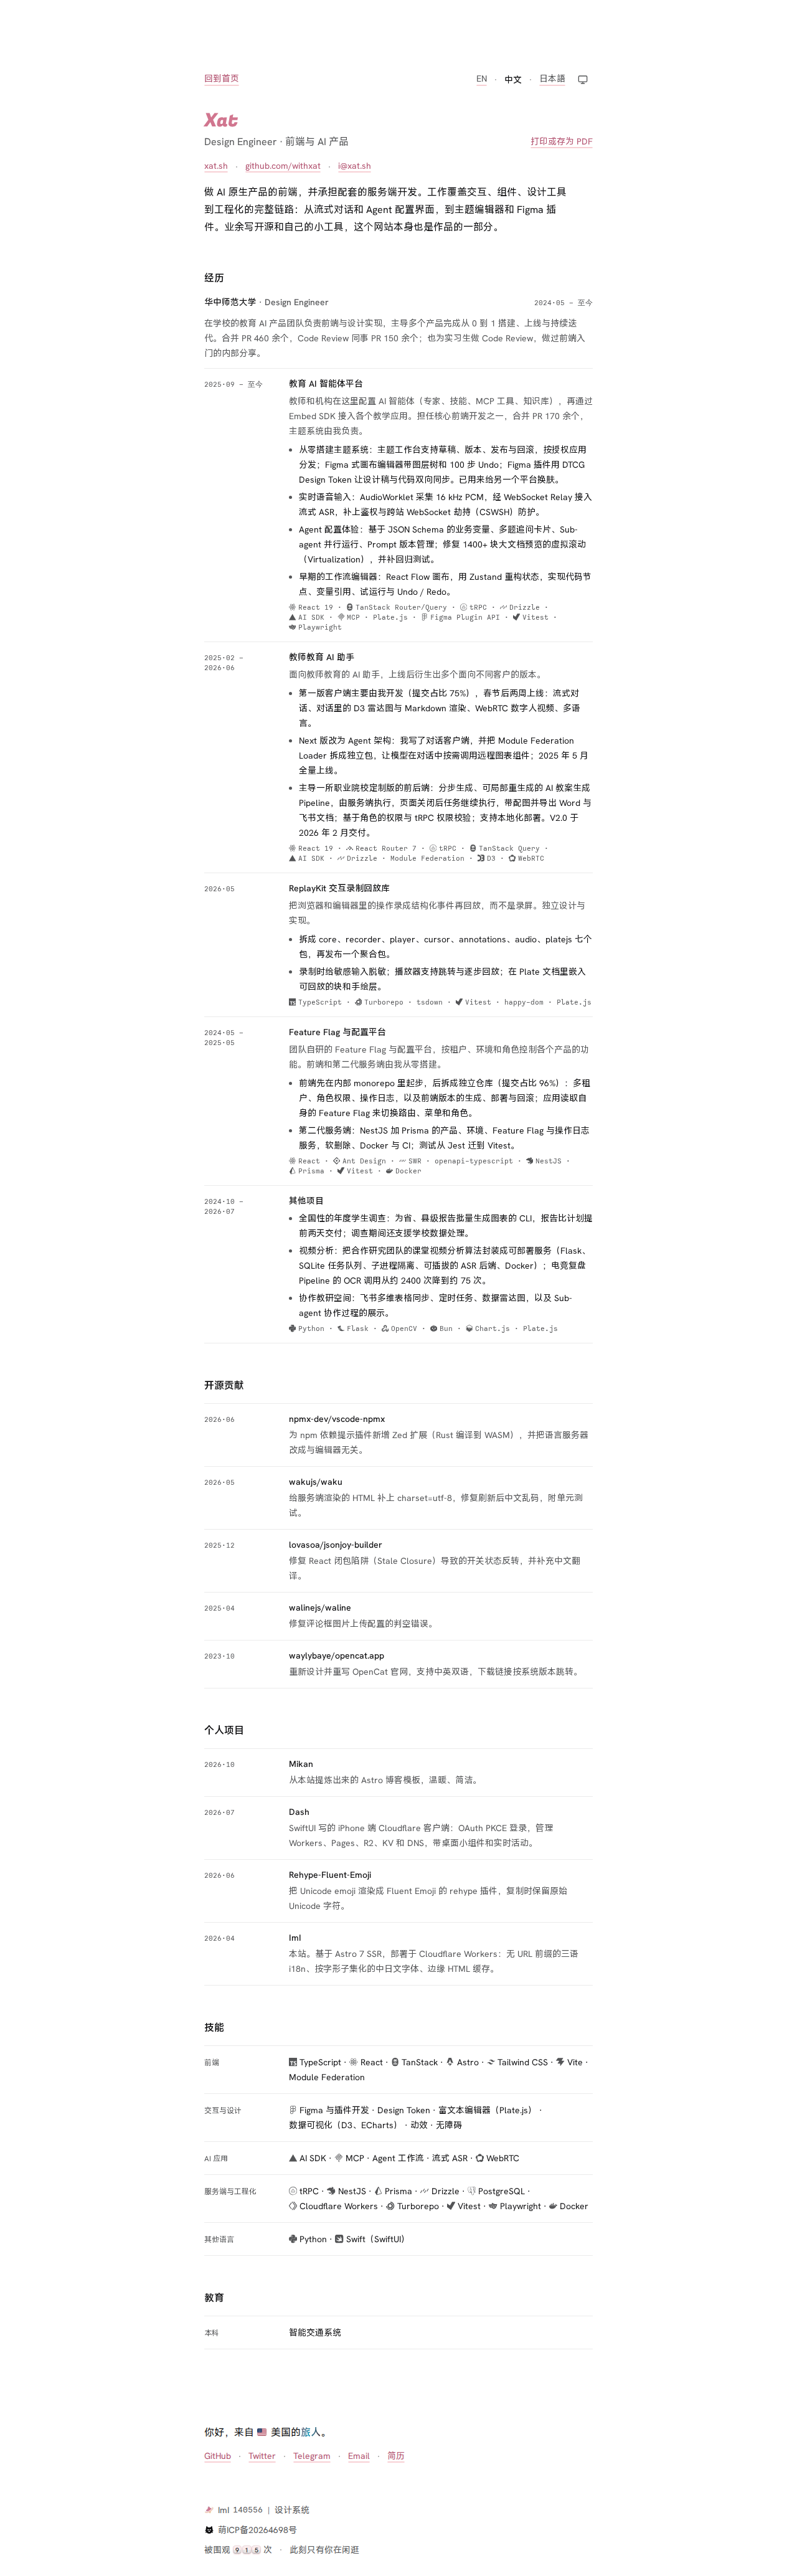 回到首页
EN · 中文 · 日本語
Xat
Design Engineer · 前端与 AI 产品
打印或存为 PDF
xat.sh · github.com/withxat · i@xat.sh
做 AI 原生产品的前端，并承担配套的服务端开发。工作覆盖交互、组件、设计工具
到工程化的完整链路：从流式对话和 Agent 配置界面，到主题编辑器和 Figma 插
件。业余写开源和自己的小工具，这个网站本身也是作品的一部分。
经历
华中师范大学 · Design Engineer
2024-05 – 至今
在学校的教育 AI 产品团队负责前端与设计实现，主导多个产品完成从 0 到 1 搭建、上线与持续迭
代。合并 PR 460 余个，Code Review 同事 PR 150 余个；也为实习生做 Code Review，做过前端入
门的内部分享。
2025-09 – 至今
教育 AI 智能体平台
教师和机构在这里配置 AI 智能体（专家、技能、MCP 工具、知识库），再通过
Embed SDK 接入各个教学应用。担任核心前端开发之一，合并 PR 170 余个，
主题系统由我负责。
• 从零搭建主题系统：主题工作台支持草稿、版本、发布与回滚，按授权应用
分发；Figma 式画布编辑器带图层树和 100 步 Undo；Figma 插件用 DTCG
Design Token 让设计稿与代码双向同步。已用来给另一个平台换肤。
• 实时语音输入：AudioWorklet 采集 16 kHz PCM，经 WebSocket Relay 接入
流式 ASR，补上鉴权与跨站 WebSocket 劫持（CSWSH）防护。
• Agent 配置体验：基于 JSON Schema 的业务变量、多题追问卡片、Sub-
agent 并行运行、Prompt 版本管理；修复 1400+ 块大文档预览的虚拟滚动
（Virtualization），并补回归测试。
• 早期的工作流编辑器：React Flow 画布，用 Zustand 重构状态，实现代码节
点、变量引用、试运行与 Undo / Redo。
React 19 · TanStack Router/Query · tRPC · Drizzle ·
AI SDK · MCP · Plate.js · Figma Plugin API · Vitest ·
Playwright
2025-02 –
2026-06
教师教育 AI 助手
面向教师教育的 AI 助手，上线后衍生出多个面向不同客户的版本。
• 第一版客户端主要由我开发（提交占比 75%），春节后两周上线：流式对
话、对话里的 D3 雷达图与 Markdown 渲染、WebRTC 数字人视频、多语
言。
• Next 版改为 Agent 架构：我写了对话客户端，并把 Module Federation
Loader 拆成独立包，让模型在对话中按需调用远程图表组件；2025 年 5 月
全量上线。
• 主导一所职业院校定制版的前后端：分步生成、可局部重生成的 AI 教案生成
Pipeline，由服务端执行，页面关闭后任务继续执行，带配图并导出 Word 与
飞书文档；基于角色的权限与 tRPC 权限校验；支持本地化部署。V2.0 于
2026 年 2 月交付。
React 19 · React Router 7 · tRPC · TanStack Query ·
AI SDK · Drizzle · Module Federation · D3 · WebRTC
2026-05
ReplayKit 交互录制回放库
把浏览器和编辑器里的操作录成结构化事件再回放，而不是录屏。独立设计与
实现。
• 拆成 core、recorder、player、cursor、annotations、audio、platejs 七个
包，再发布一个聚合包。
• 录制时给敏感输入脱敏；播放器支持跳转与逐步回放；在 Plate 文档里嵌入
可回放的块和手绘层。
TypeScript · Turborepo · tsdown · Vitest · happy-dom · Plate.js
2024-05 –
2025-05
Feature Flag 与配置平台
团队自研的 Feature Flag 与配置平台，按租户、环境和角色控制各个产品的功
能。前端和第二代服务端由我从零搭建。
• 前端先在内部 monorepo 里起步，后拆成独立仓库（提交占比 96%）：多租
户、角色权限、操作日志，以及前端版本的生成、部署与回滚；应用读取自
身的 Feature Flag 来切换路由、菜单和角色。
• 第二代服务端：NestJS 加 Prisma 的产品、环境、Feature Flag 与操作日志
服务，软删除、Docker 与 CI；测试从 Jest 迁到 Vitest。
React · Ant Design · SWR · openapi-typescript · NestJS ·
Prisma · Vitest · Docker
2024-10 –
2026-07
其他项目
• 全国性的年度学生调查：为省、县级报告批量生成图表的 CLI，报告比计划提
前两天交付；调查期间还支援学校数据处理。
• 视频分析：把合作研究团队的课堂视频分析算法封装成可部署服务（Flask、
SQLite 任务队列、子进程隔离、可插拔的 ASR 后端、Docker）；电竞复盘
Pipeline 的 OCR 调用从约 2400 次降到约 75 次。
• 协作教研空间：飞书多维表格同步、定时任务、数据雷达图，以及 Sub-
agent 协作过程的展示。
Python · Flask · OpenCV · Bun · Chart.js · Plate.js
开源贡献
2026-06
npmx-dev/vscode-npmx
为 npm 依赖提示插件新增 Zed 扩展（Rust 编译到 WASM），并把语言服务器
改成与编辑器无关。
2026-05
wakujs/waku
给服务端渲染的 HTML 补上 charset=utf-8，修复刷新后中文乱码，附单元测
试。
2025-12
lovasoa/jsonjoy-builder
修复 React 闭包陷阱（Stale Closure）导致的开关状态反转，并补充中文翻
译。
2025-04
walinejs/waline
修复评论框图片上传配置的判空错误。
2023-10
waylybaye/opencat.app
重新设计并重写 OpenCat 官网，支持中英双语，下载链接按系统版本跳转。
个人项目
2026-10
Mikan
从本站提炼出来的 Astro 博客模板，温暖、简洁。
2026-07
Dash
SwiftUI 写的 iPhone 端 Cloudflare 客户端：OAuth PKCE 登录，管理
Workers、Pages、R2、KV 和 DNS，带桌面小组件和实时活动。
2026-06
Rehype-Fluent-Emoji
把 Unicode emoji 渲染成 Fluent Emoji 的 rehype 插件，复制时保留原始
Unicode 字符。
2026-04
lml
本站。基于 Astro 7 SSR，部署于 Cloudflare Workers：无 URL 前缀的三语
i18n、按字形子集化的中日文字体、边缘 HTML 缓存。
技能
前端
TypeScript · React · TanStack · Astro · Tailwind CSS · Vite ·
Module Federation
交互与设计
Figma 与插件开发 · Design Token · 富文本编辑器（Plate.js） ·
数据可视化（D3、ECharts） · 动效 · 无障碍
AI 应用
AI SDK · MCP · Agent 工作流 · 流式 ASR · WebRTC
服务端与工程化
tRPC · NestJS · Prisma · Drizzle · PostgreSQL ·
Cloudflare Workers · Turborepo · Vitest · Playwright · Docker
其他语言
Python · Swift（SwiftUI）
教育
本科
智能交通系统
你好，来自 美国的旅人。
GitHub · Twitter · Telegram · Email · 简历
lml 140556 | 设计系统
萌ICP备20264698号
被围观 915 次 · 此刻只有你在闲逛